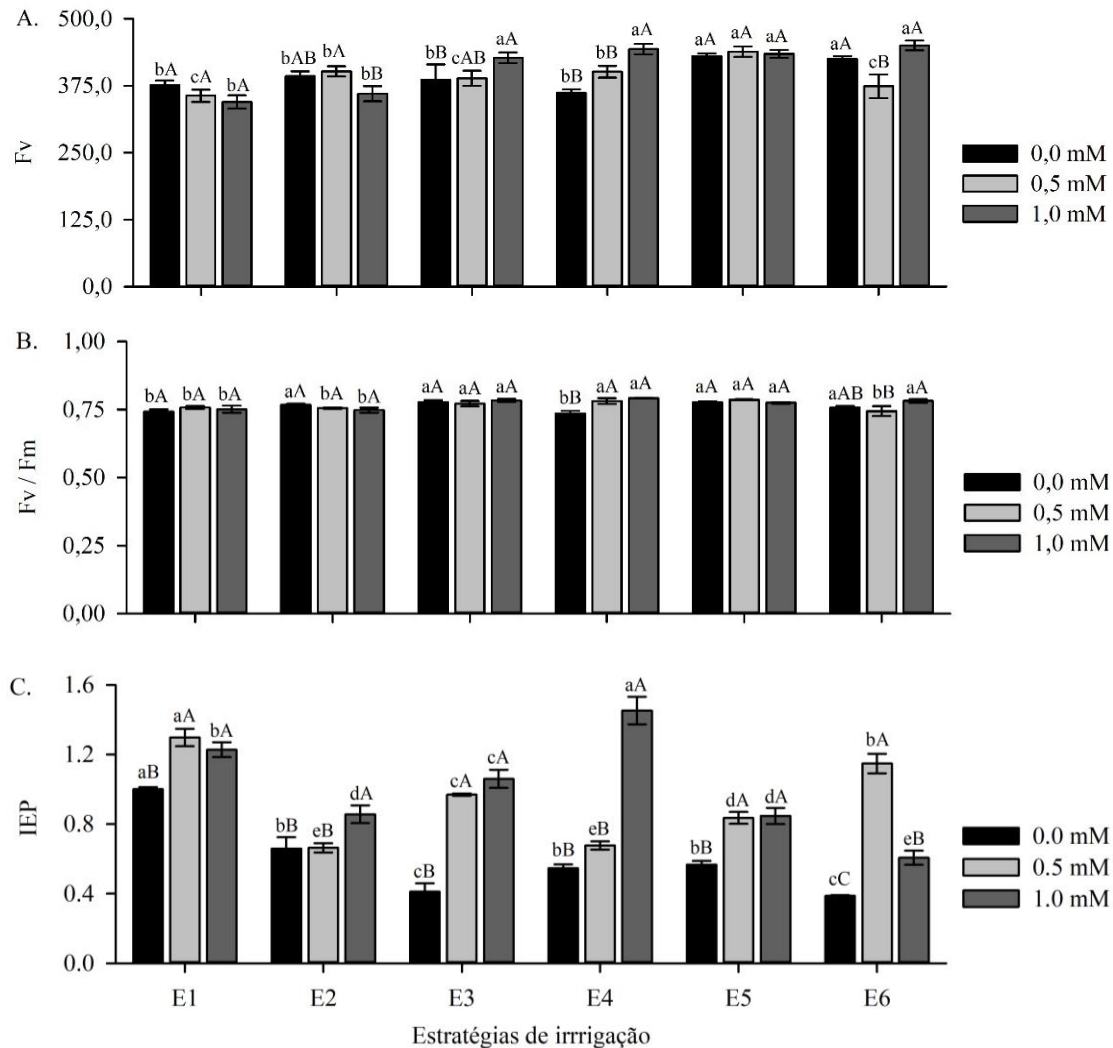 A.
Fv
500,0
375,0
250,0
125,0
0,0
bA cA bA bAB bA bB bB cAB aA bB bB aA aA aA aA aA cB aA
0,0 mM
0,5 mM
1,0 mM
B.
Fv / Fm
1,00
0,75
0,50
0,25
0,00
bA bA bA aA bA bA aA aA aA bB aA aA aA aA aA aAB bB aA
0,0 mM
0,5 mM
1,0 mM
C.
IEP
1.6
1.2
0.8
0.4
0.0
aB aA bA bB eB dA cB cA cA bB eB aA bB dA dA cC bA eB
0.0 mM
0.5 mM
1.0 mM
E1 E2 E3 E4 E5 E6
Estratégias de irrrigação